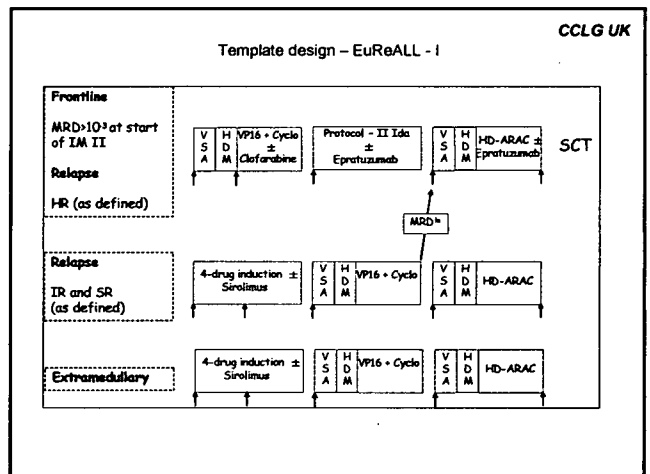 CCLG UK
Template design – EuReALL - I
Frontline
MRD>10-3 at start
of IM II
Relapse
HR (as defined)
V
S
A
H
D
M
VP16 + Cyclo
±
Clofarabine
Protocol - II Ida
±
Epratuzumab
V
S
A
H
D
M
HD-ARAC ±
Epratuzumab
SCT
MRD
Relapse
IR and SR
(as defined)
4-drug induction ±
Sirolimus
V
S
A
H
D
M
VP16 + Cyclo
V
S
A
H
D
M
HD-ARAC
Extramedullary
4-drug induction ±
Sirolimus
V
S
A
H
D
M
VP16 + Cyclo
V
S
A
H
D
M
HD-ARAC